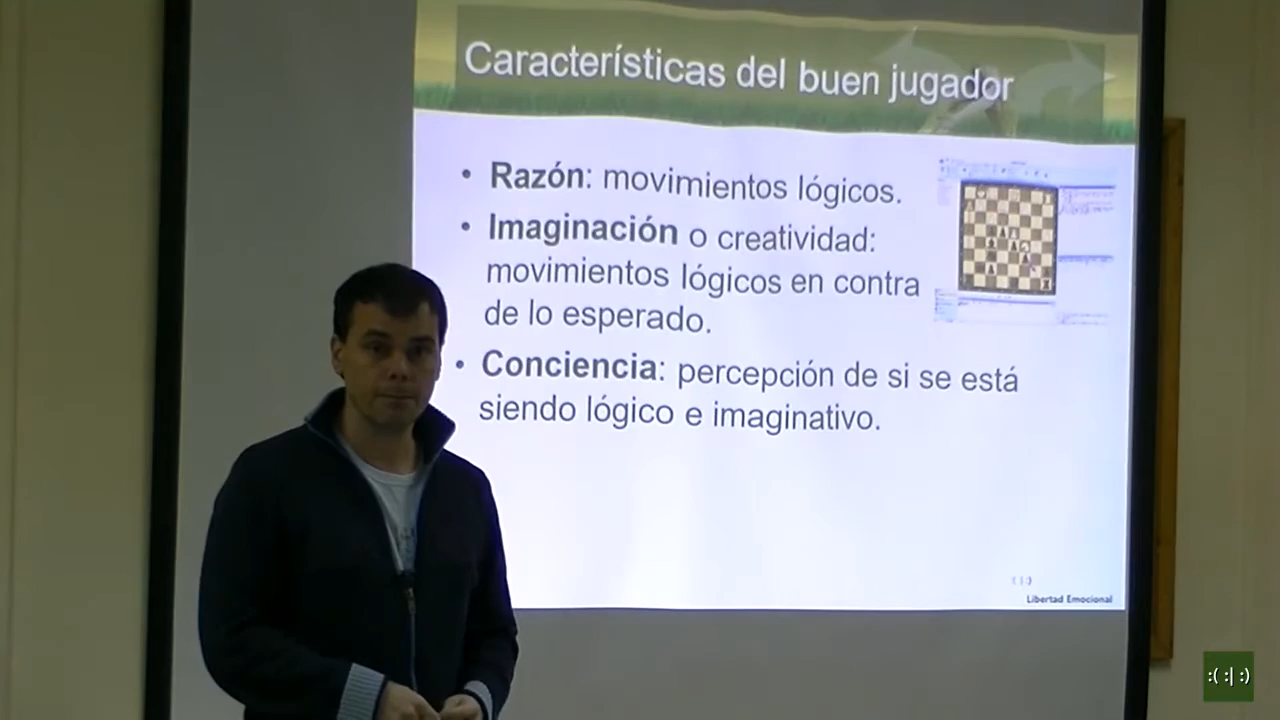 Características del buen jugador
• Razón: movimientos lógicos.
• Imaginación o creatividad:
movimientos lógicos en contra
de lo esperado.
• Conciencia: percepción de si se está
siendo lógico e imaginativo.
( | )
Libertad Emocional
:( :| :)